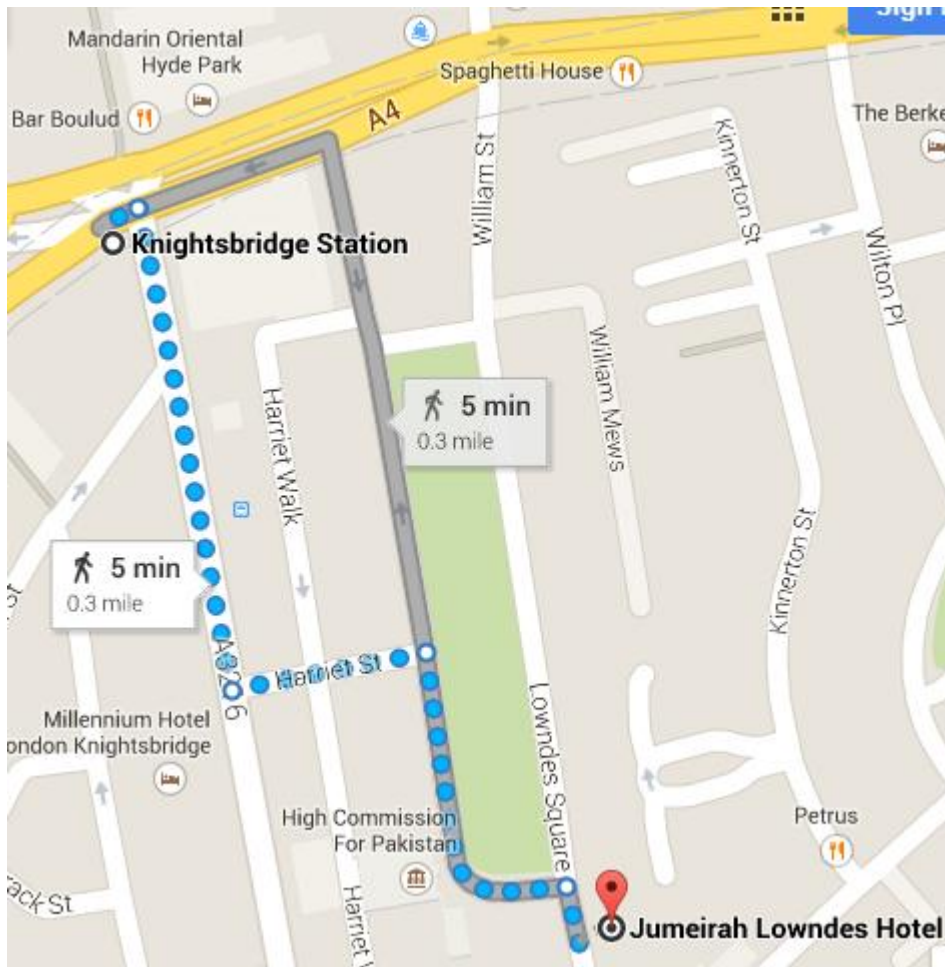 Mandarin Oriental
Hyde Park
Sign
Bar Boulud
A4
Spaghetti House
The Berke
William St
Kinnerton St
Knightsbridge Station
Wilton Pl
5 min
0.3 mile
William Mews
Harriet Walk
5 min
0.3 mile
Kinnerton St
Harriet St
Lowndes Square
Millennium Hotel
ondon Knightsbridge
High Commission
For Pakistan
Petrus
rack St
Harriet
Jumeirah Lowndes Hotel